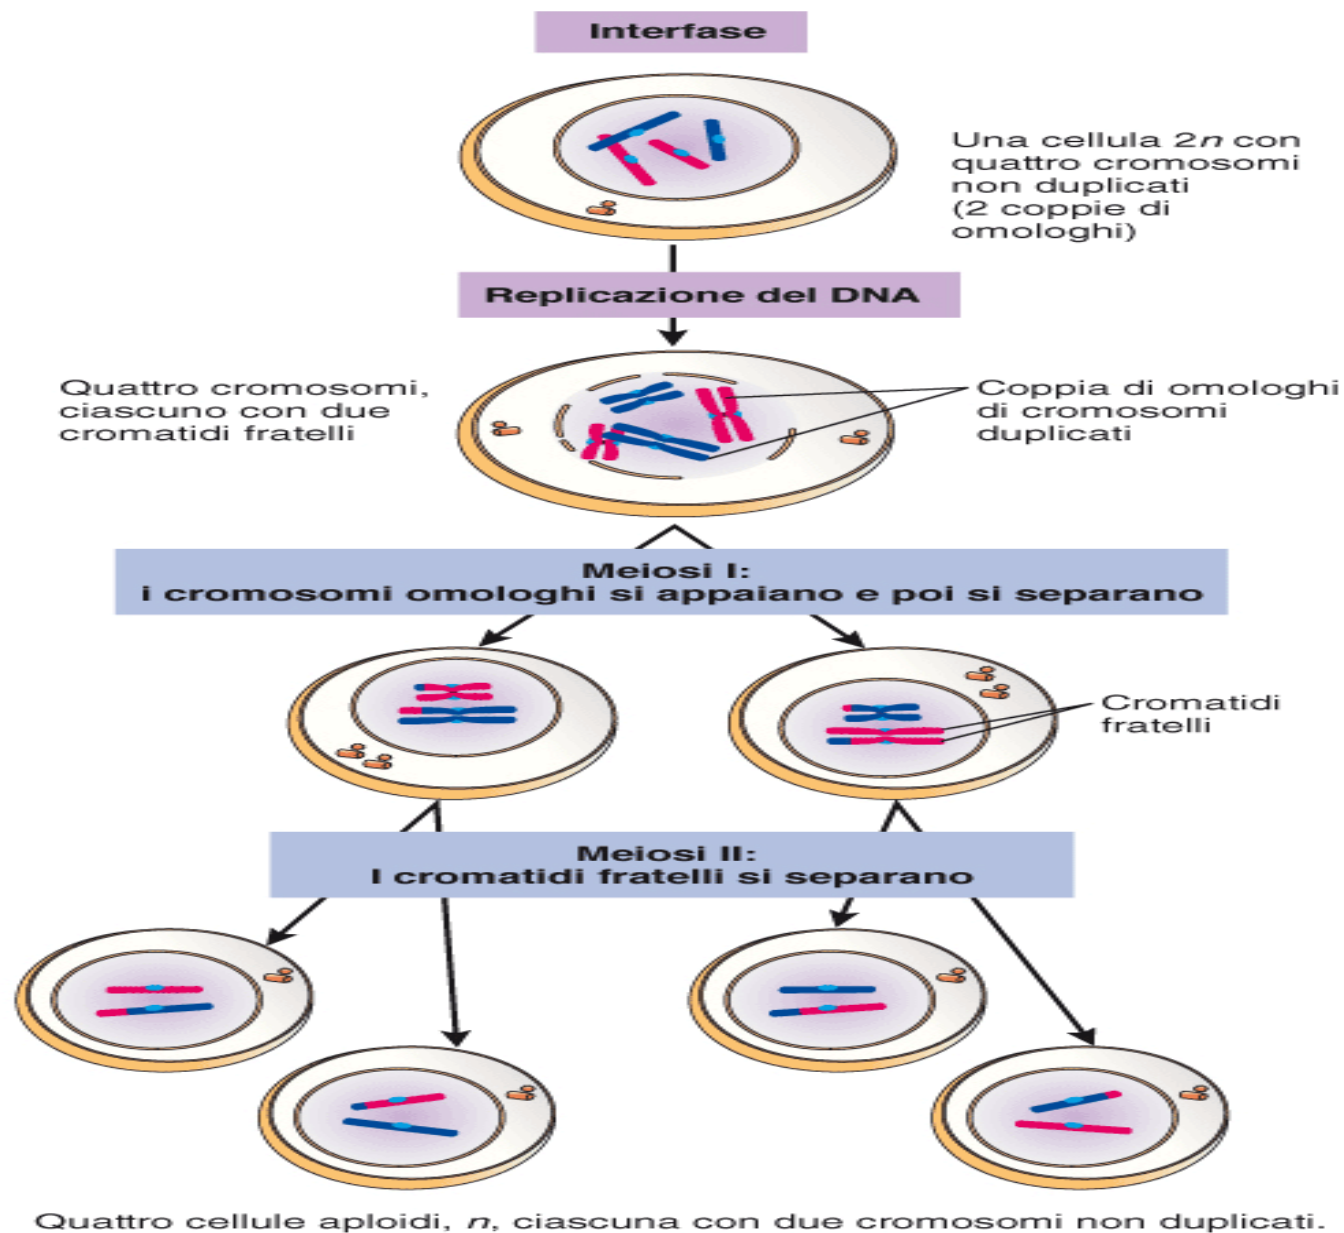 Interfase
Una cellula 2n con
quattro cromosomi
non duplicati
(2 coppie di
omologhi)
Replicazione del DNA
Quattro cromosomi,
ciascuno con due
cromatidi fratelli
Coppia di omologhi
di cromosomi
duplicati
Meiosi I:
i cromosomi omologhi si appaiano e poi si separano
Cromatidi
fratelli
Meiosi II:
I cromatidi fratelli si separano
Quattro cellule aploidi, n, ciascuna con due cromosomi non duplicati.